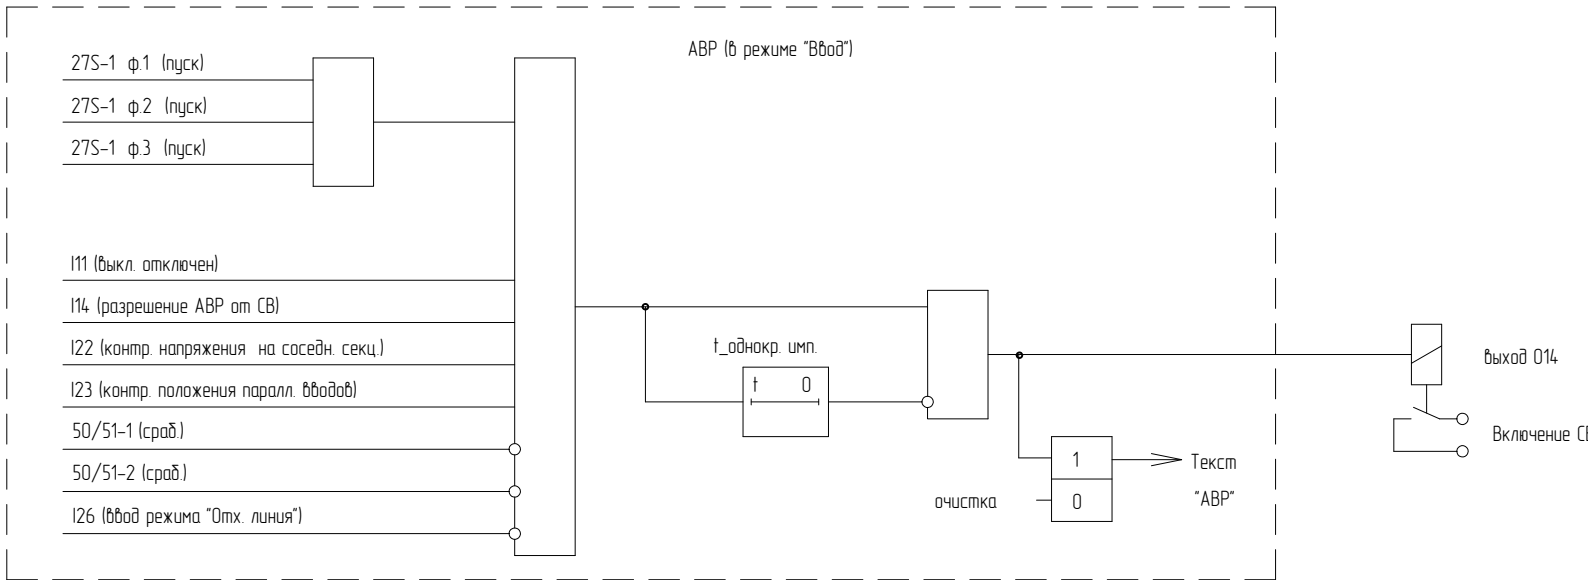 АВР (в режиме "Ввод")
27S-1 ф.1 (пуск)
27S-1 ф.2 (пуск)
27S-1 ф.3 (пуск)
I11 (выкл. отключен)
I14 (разрешение АВР от СВ)
I22 (контр. напряжения на соседн. секц.)
I23 (контр. положения паралл. вводов)
50/51-1 (сраб.)
50/51-2 (сраб.)
I26 (ввод режима "Отх. линия")
t_однокр. имп.
t 0
1
0
очистка
Текст
"АВР"
выход О14
Включение СВ